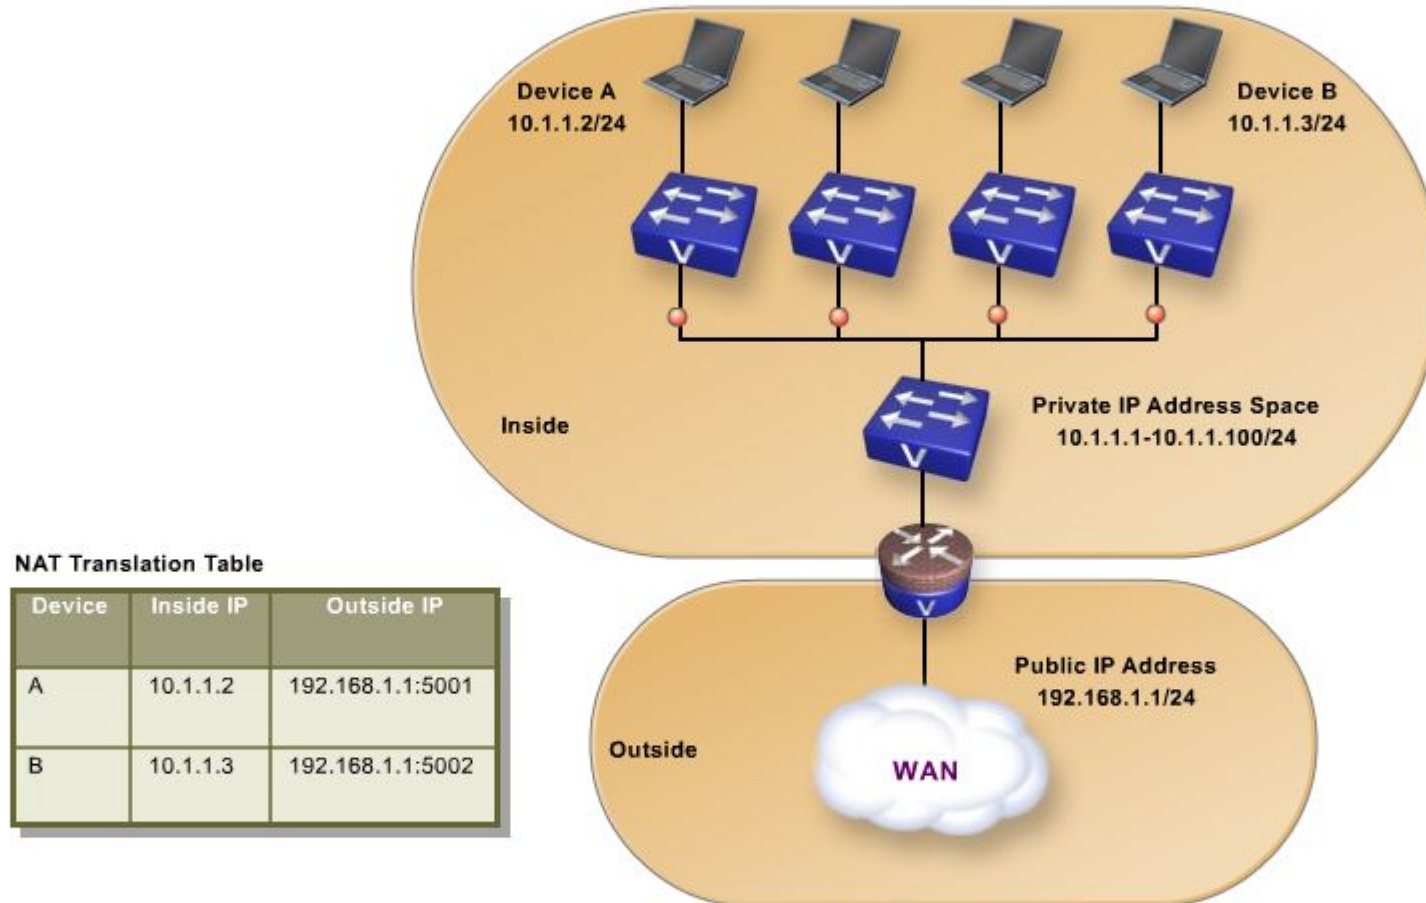 Device A
10.1.1.2/24
Device B
10.1.1.3/24
V
V
V
V
Inside
V
Private IP Address Space
10.1.1.1-10.1.1.100/24
V
NAT Translation Table
Device Inside IP Outside IP
A 10.1.1.2 192.168.1.1:5001
B 10.1.1.3 192.168.1.1:5002
Public IP Address
192.168.1.1/24
Outside
WAN